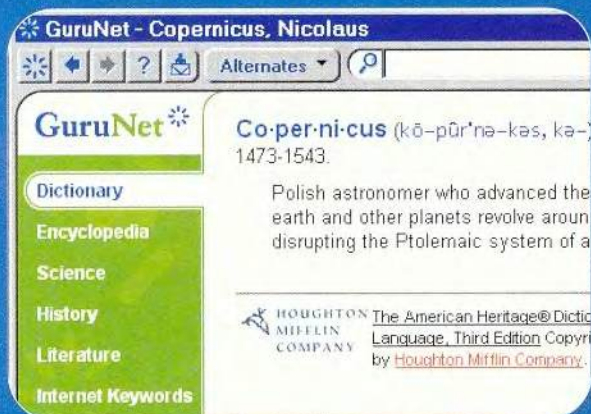 GuruNet - Copernicus, Nicolaus
? Alternates
GuruNet
Co·per·ni·cus (kō-pûr'nə-kəs, kə-)
1473-1543.
Polish astronomer who advanced the
earth and other planets revolve aroun
disrupting the Ptolemaic system of a
Dictionary
Encyclopedia
Science
History
Literature
Internet Keywords
HOUGHTON
MIFFLIN
COMPANY
The American Heritage® Dictio
Language, Third Edition Copyri
by Houghton Mifflin Company.